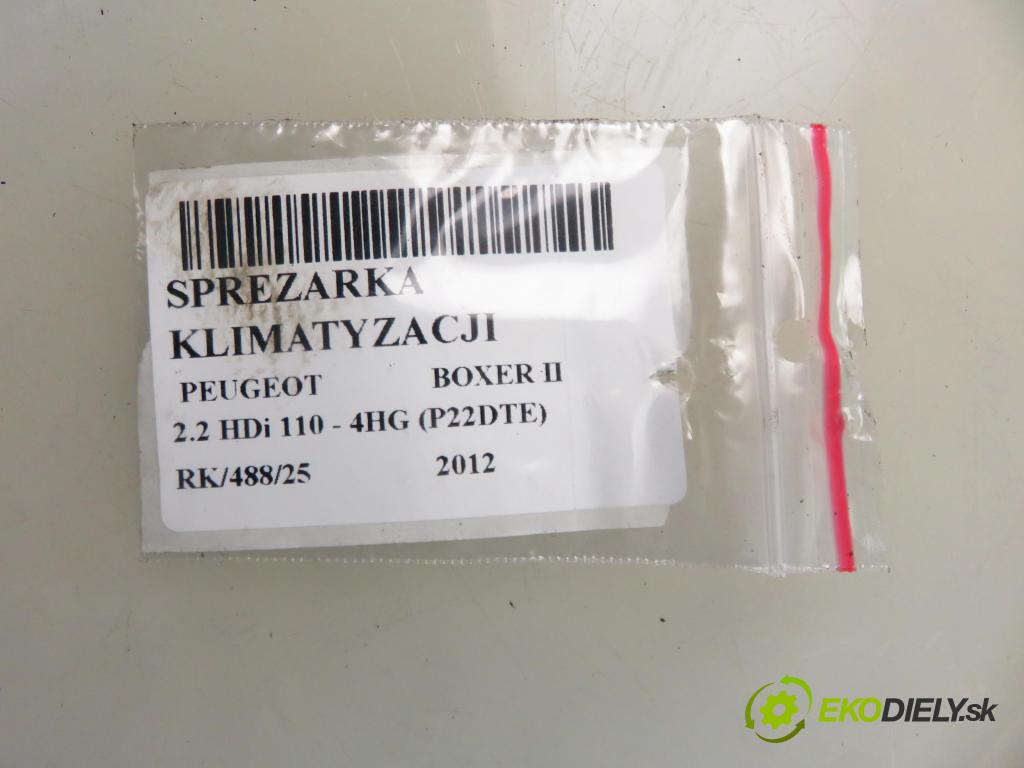 SPREZARKA
KLIMATYZACJI
PEUGEOT BOXER II
2.2 HDi 110 - 4HG (P22DTE)
RK/488/25 2012
EKODIELY.sk